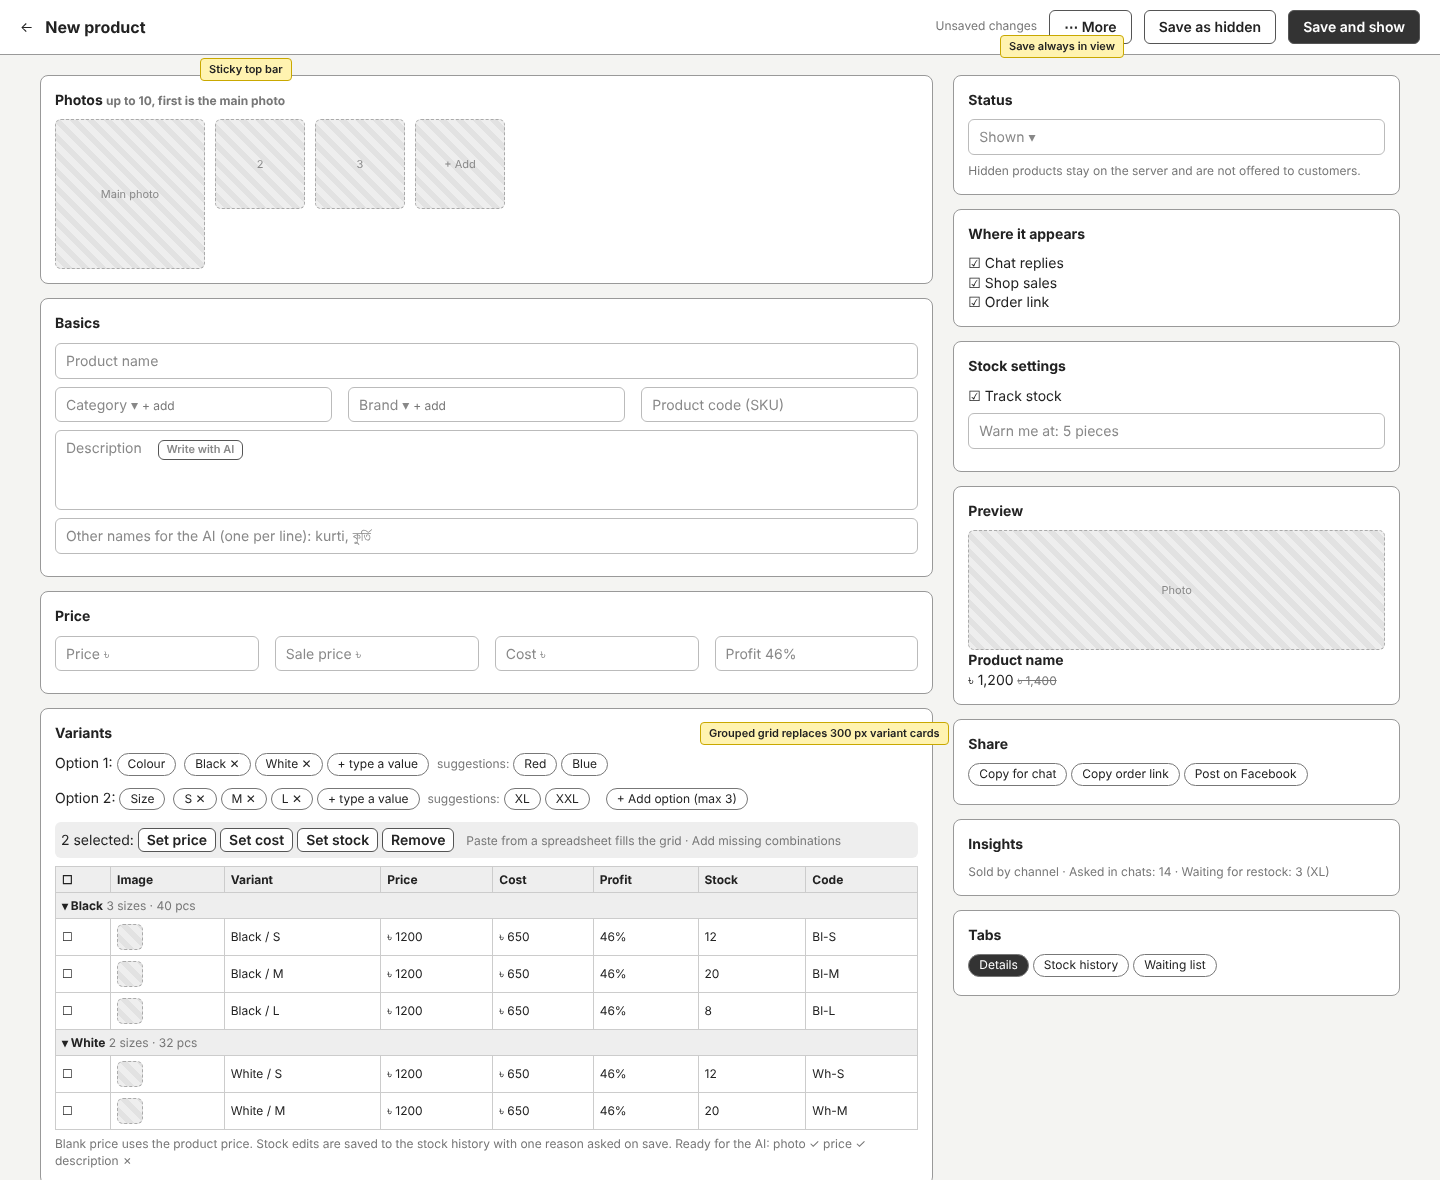 ← New product
Unsaved changes
··· More
Save as hidden
Save and show
Save always in view
Sticky top bar
Photos up to 10, first is the main photo
Main photo
2
3
+ Add
Basics
Product name
Category ▾ + add
Brand ▾ + add
Product code (SKU)
Description
Write with AI
Other names for the AI (one per line): kurti, কুর্তি
Price
Price ৳
Sale price ৳
Cost ৳
Profit 46%
Variants
Grouped grid replaces 300 px variant cards
Option 1: Colour Black ✕ White ✕ + type a value suggestions: Red Blue
Option 2: Size S ✕ M ✕ L ✕ + type a value suggestions: XL XXL + Add option (max 3)
2 selected: Set price Set cost Set stock Remove Paste from a spreadsheet fills the grid · Add missing combinations
☐ Image Variant Price Cost Profit Stock Code
▾ Black 3 sizes · 40 pcs
☐ Black / S ৳ 1200 ৳ 650 46% 12 Bl-S
☐ Black / M ৳ 1200 ৳ 650 46% 20 Bl-M
☐ Black / L ৳ 1200 ৳ 650 46% 8 Bl-L
▾ White 2 sizes · 32 pcs
☐ White / S ৳ 1200 ৳ 650 46% 12 Wh-S
☐ White / M ৳ 1200 ৳ 650 46% 20 Wh-M
Blank price uses the product price. Stock edits are saved to the stock history with one reason asked on save. Ready for the AI: photo ✓ price ✓
description ✕
Status
Shown ▾
Hidden products stay on the server and are not offered to customers.
Where it appears
☑ Chat replies
☑ Shop sales
☑ Order link
Stock settings
☑ Track stock
Warn me at: 5 pieces
Preview
Photo
Product name
৳ 1,200 ৳ 1,400
Share
Copy for chat
Copy order link
Post on Facebook
Insights
Sold by channel · Asked in chats: 14 · Waiting for restock: 3 (XL)
Tabs
Details
Stock history
Waiting list